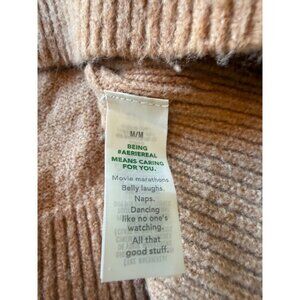 M/M
BEING
#AERIEREAL
MEANS CARING
FOR YOU.
Movie marathons.
Belly laughs.
Naps.
Dancing
like no one's
watching.
All that
good stuff.